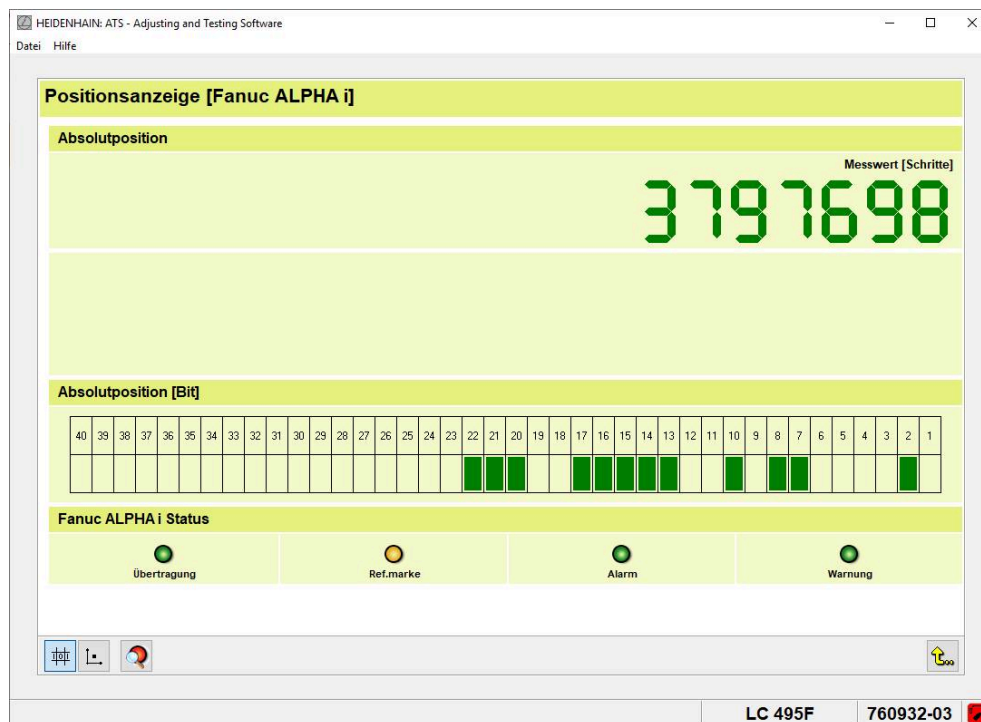 HEIDENHAIN: ATS - Adjusting and Testing Software
Datei Hilfe
Positionsanzeige [Fanuc ALPHA i]
Absolutposition
Messwert [Schritte]
3797698
Absolutposition [Bit]
40 39 38 37 36 35 34 33 32 31 30 29 28 27 26 25 24 23 22 21 20 19 18 17 16 15 14 13 12 11 10 9 8 7 6 5 4 3 2 1
Fanuc ALPHA i Status
Übertragung Ref.marke Alarm Warnung
LC 495F 760932-03